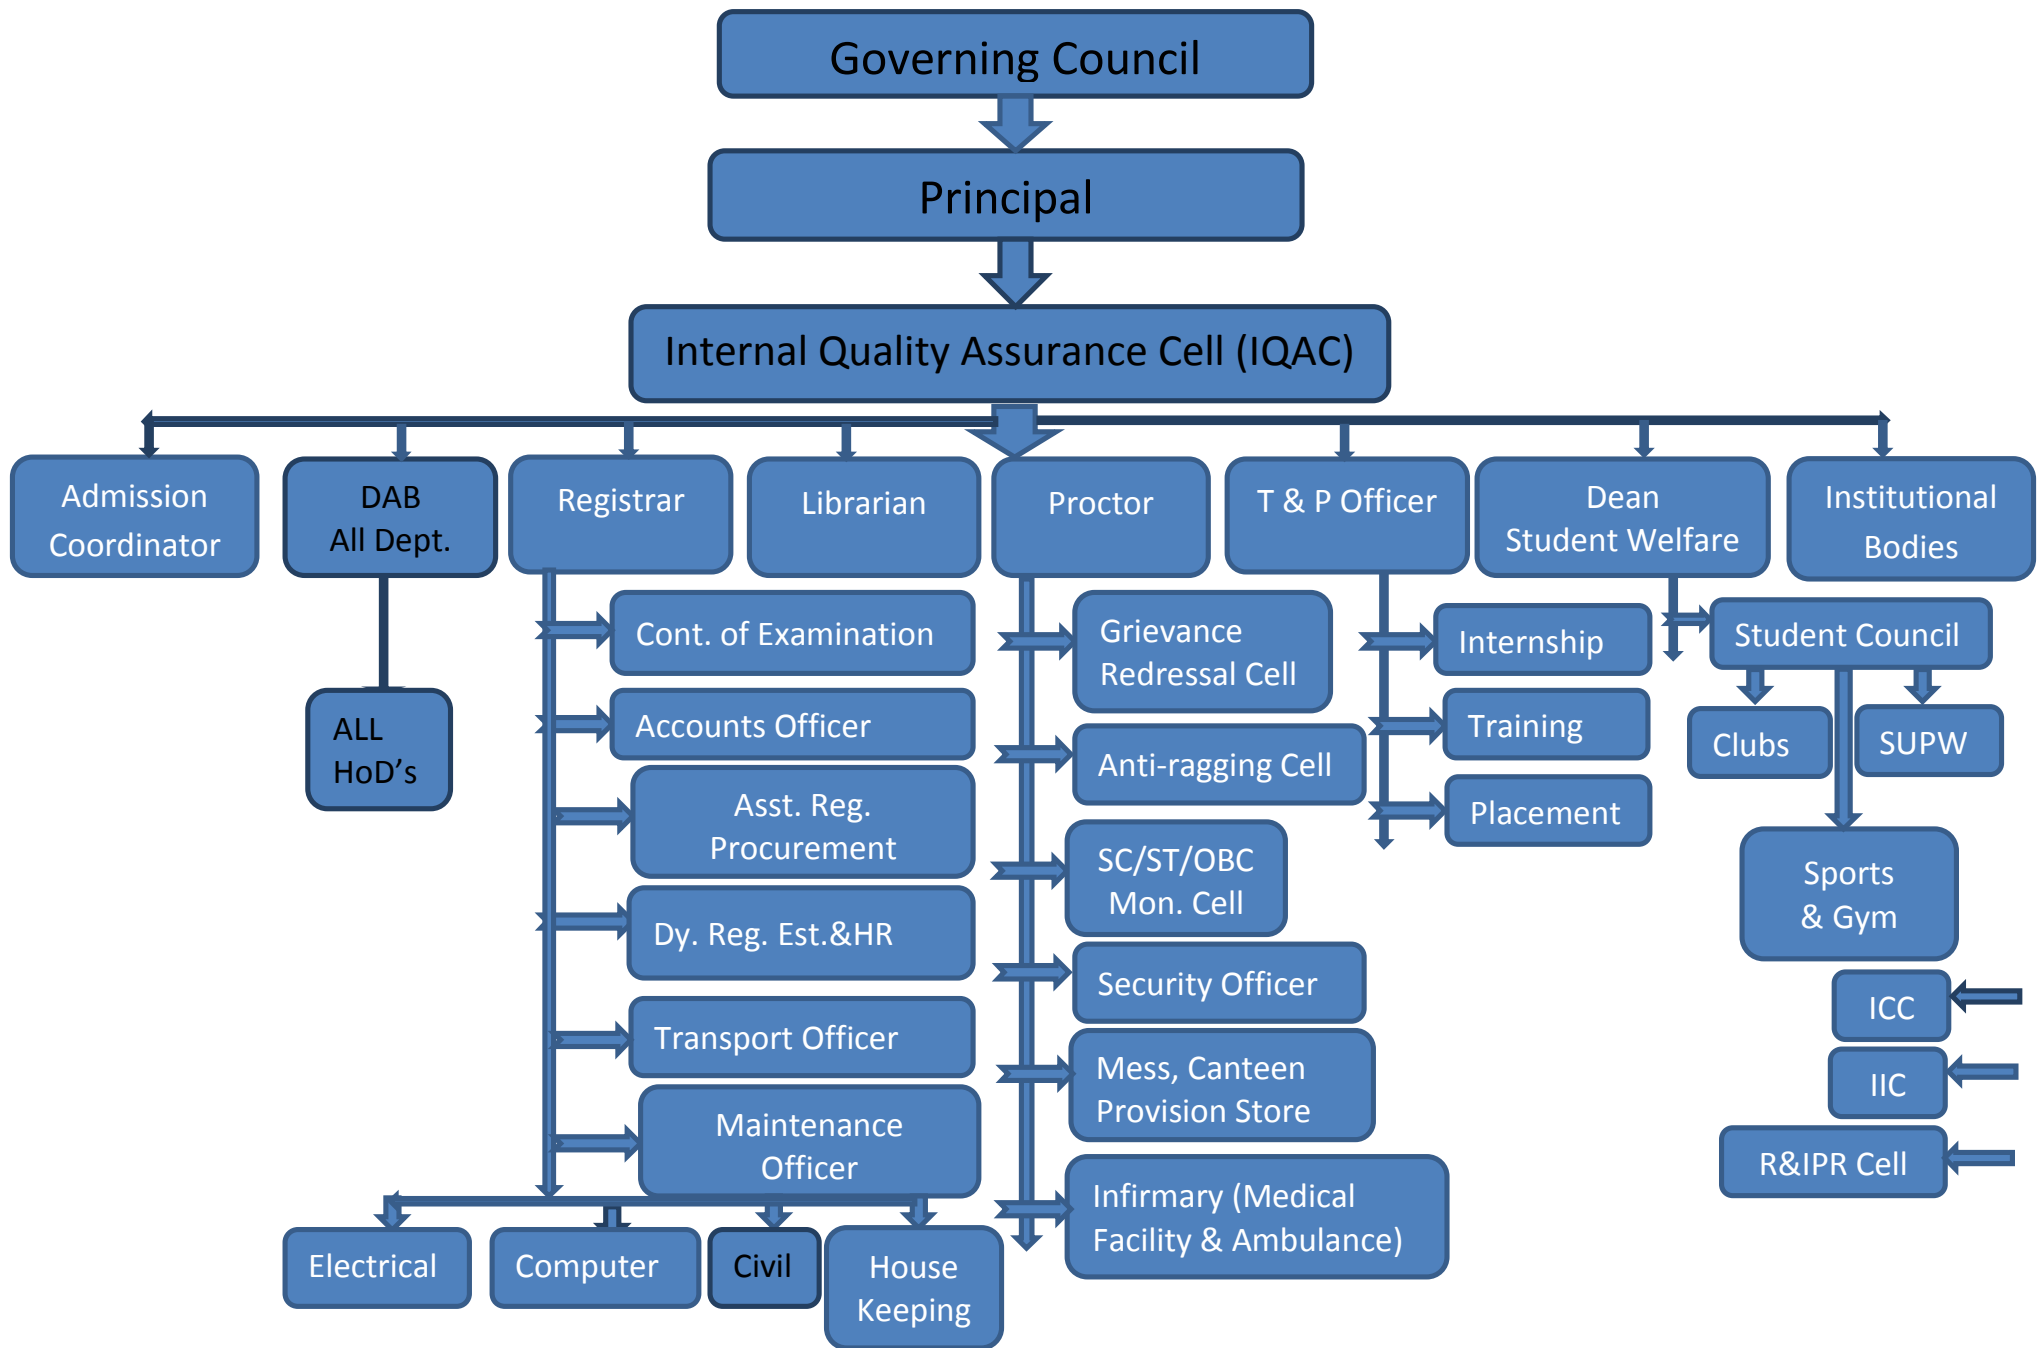 Governing Council
Principal
Internal Quality Assurance Cell (IQAC)
Admission
Coordinator
DAB
All Dept.
Registrar
Librarian
Proctor
T & P Officer
Dean
Student Welfare
Institutional
Bodies
ALL
HoD’s
Cont. of Examination
Accounts Officer
Asst. Reg.
Procurement
Dy. Reg. Est.&HR
Transport Officer
Maintenance
Officer
Electrical
Computer
Civil
House
Keeping
Grievance
Redressal Cell
Anti-ragging Cell
SC/ST/OBC
Mon. Cell
Security Officer
Mess, Canteen
Provision Store
Infirmary (Medical
Facility & Ambulance)
Internship
Training
Placement
Student Council
Clubs
SUPW
Sports
& Gym
ICC
IIC
R&IPR Cell